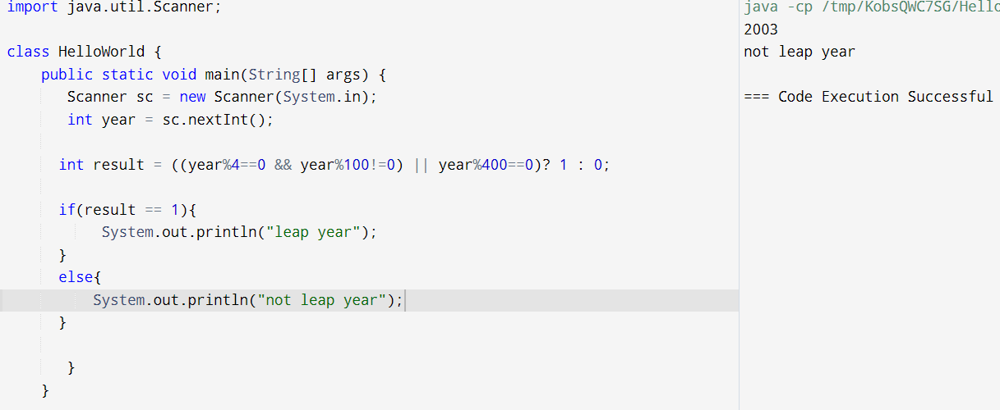 import java.util.Scanner;
class HelloWorld {
public static void main(String[] args) {
Scanner sc = new Scanner(System.in);
int year = sc.nextInt();
int result = ((year%4==0 && year%100!=0) || year%400==0)? 1 : 0;
if(result == 1){
System.out.println("leap year");
}
else{
System.out.println("not leap year");
}
}
}
java -cp /tmp/KobsQWC7SG/Hello
2003
not leap year
=== Code Execution Successful